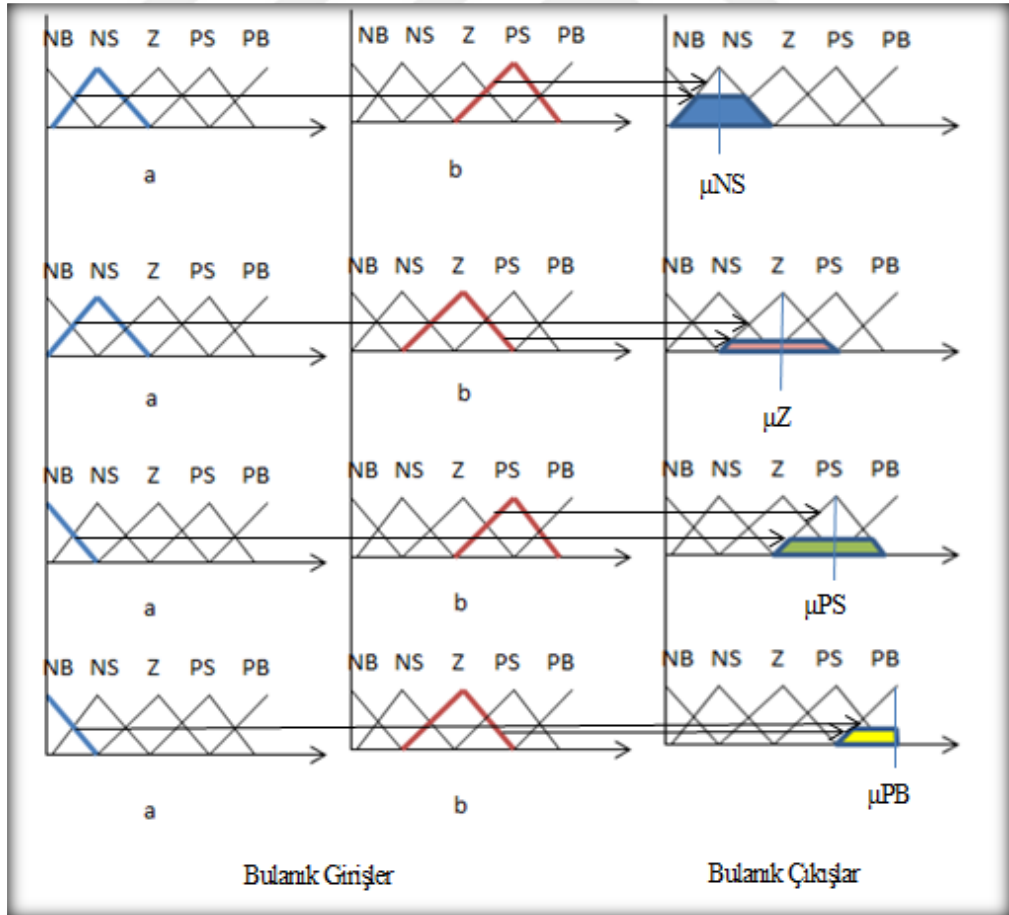 NB NS Z PS PB NB NS Z PS PB NB NS Z PS PB
a b μNS
NB NS Z PS PB NB NS Z PS PB NB NS Z PS PB
a b μZ
NB NS Z PS PB NB NS Z PS PB NB NS Z PS PB
a b μPS
NB NS Z PS PB NB NS Z PS PB NB NS Z PS PB
a b μPB
Bulanık Girişler Bulanık Çıkışlar